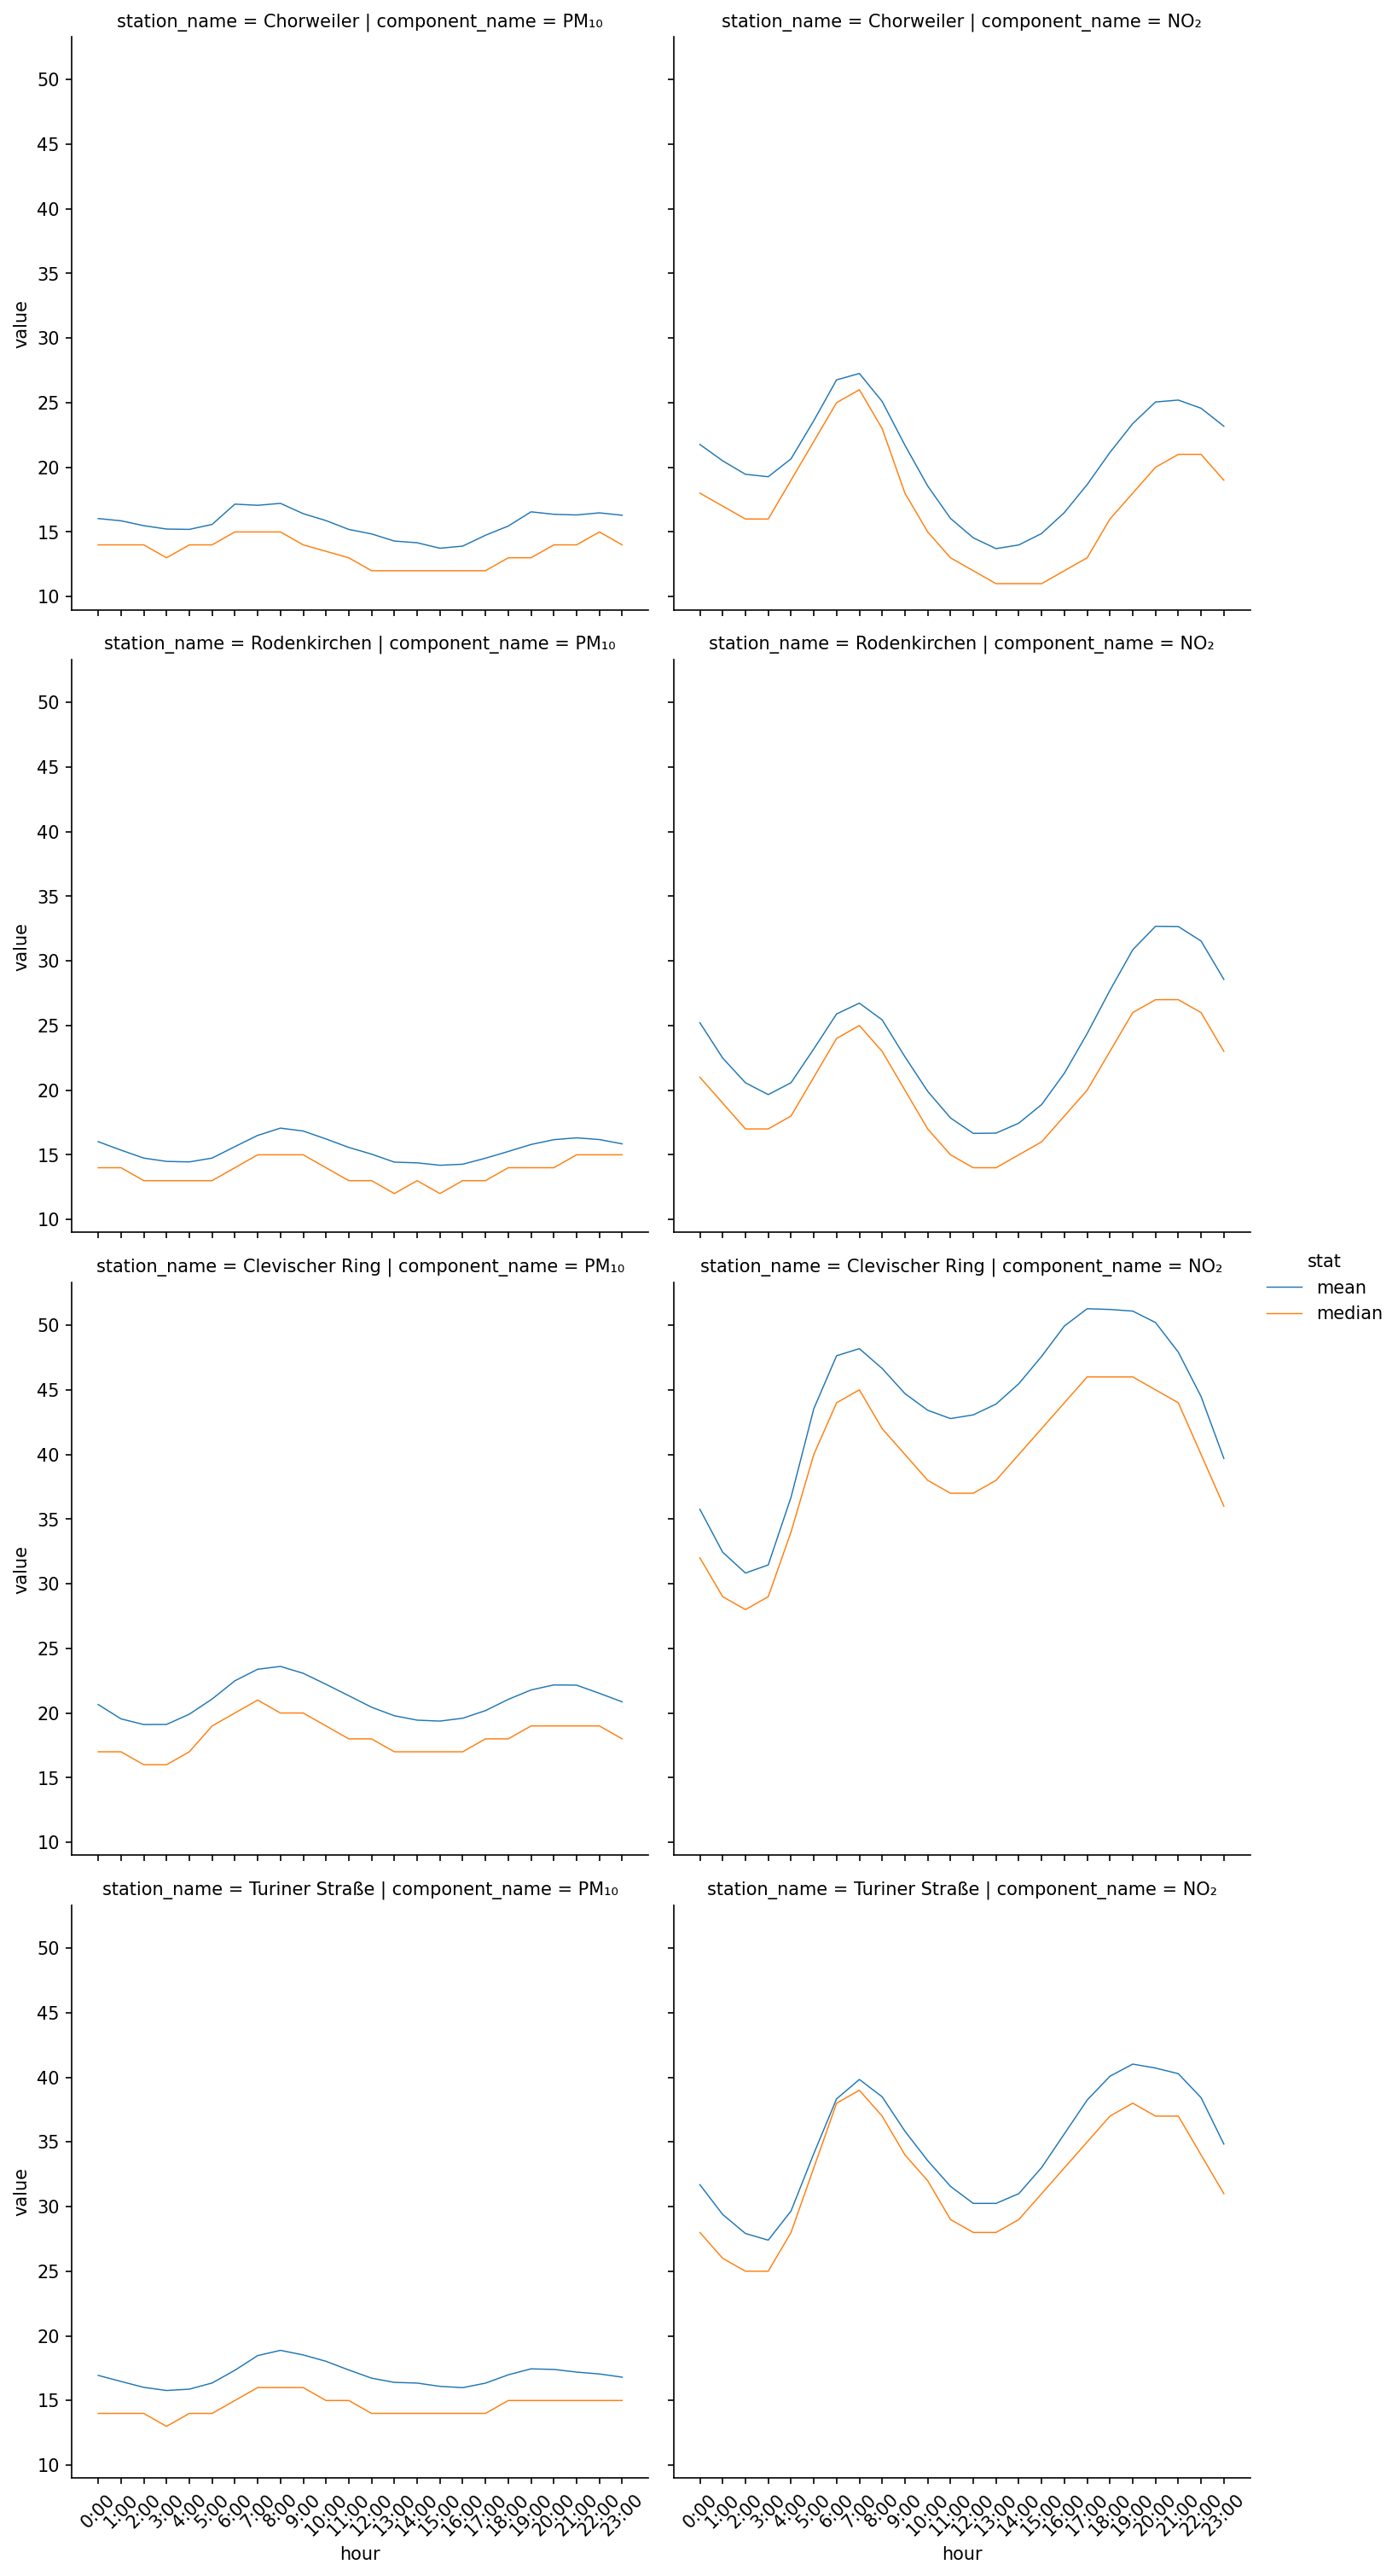 station_name = Chorweiler | component_name = PM₁₀
station_name = Chorweiler | component_name = NO₂
50
45
40
35
30
25
20
15
10
value
station_name = Rodenkirchen | component_name = PM₁₀
station_name = Rodenkirchen | component_name = NO₂
50
45
40
35
30
25
20
15
10
value
station_name = Clevischer Ring | component_name = PM₁₀
station_name = Clevischer Ring | component_name = NO₂
50
45
40
35
30
25
20
15
10
value
stat
mean
median
station_name = Turiner Straße | component_name = PM₁₀
station_name = Turiner Straße | component_name = NO₂
50
45
40
35
30
25
20
15
10
value
0:00 1:00 2:00 3:00 4:00 5:00 6:00 7:00 8:00 9:00 10:00 11:00 12:00 13:00 14:00 15:00 16:00 17:00 18:00 19:00 20:00 21:00 22:00 23:00
hour
0:00 1:00 2:00 3:00 4:00 5:00 6:00 7:00 8:00 9:00 10:00 11:00 12:00 13:00 14:00 15:00 16:00 17:00 18:00 19:00 20:00 21:00 22:00 23:00
hour